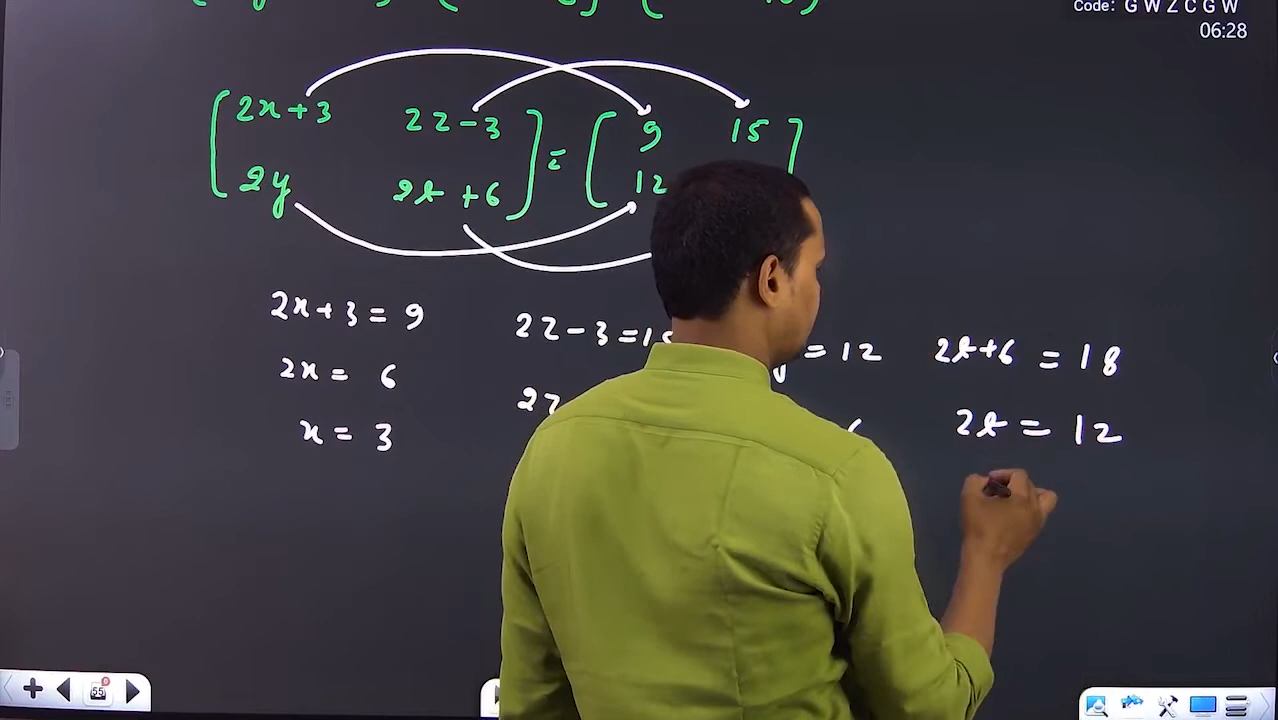 Code: G W Z C G W
06:28
[2x+3 2z-3] = [9 15]
[2y 2t+6] [12
2x+3 = 9 2z-3=15 = 12 2t+6 = 18
2x = 6 2z 2t = 12
x = 3
55